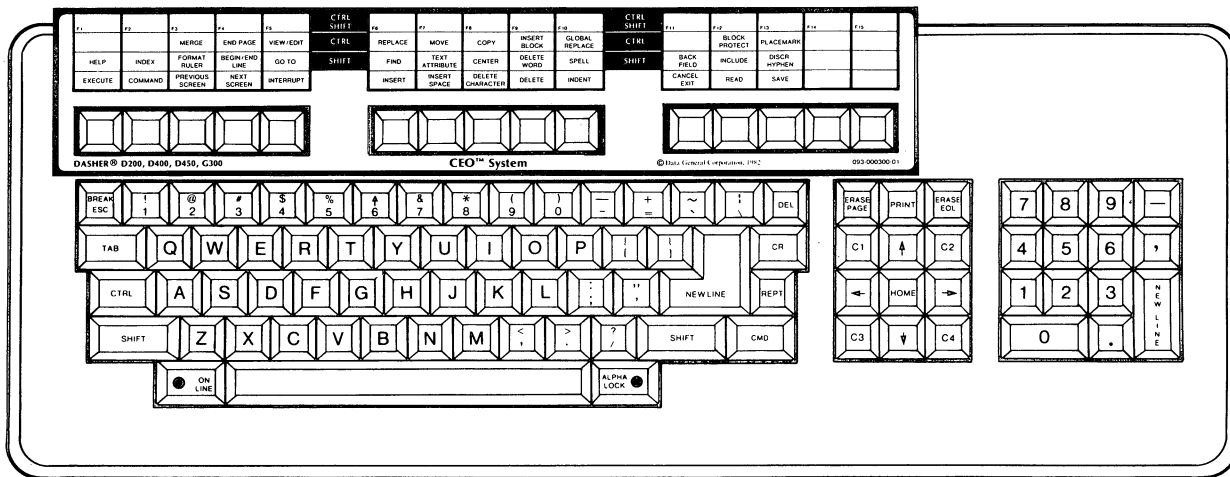 F1 F2 F3 F4 F5 CTRL SHIFT F6 F7 F8 F9 F10 CTRL SHIFT F11 F12 F13 F14 F15
MERGE END PAGE VIEW/EDIT CTRL REPLACE MOVE COPY INSERT BLOCK GLOBAL REPLACE CTRL BLOCK PROTECT PLACEMARK
HELP INDEX FORMAT RULER BEGIN/END LINE GO TO SHIFT FIND TEXT ATTRIBUTE CENTER DELETE WORD SPELL SHIFT BACK FIELD INCLUDE DISCR HYPHEN
EXECUTE COMMAND PREVIOUS SCREEN NEXT SCREEN INTERRUPT INSERT INSERT SPACE DELETE CHARACTER DELETE INDENT CANCEL EXIT READ SAVE
DASHER® D200, D400, D450, G300 CEO™ System © Data General Corporation, 1982 093-000300-01
BREAK ESC ! 1 @ 2 # 3 $ 4 % 5 6 & 7 * 8 ( 9 ) 0 — - + = ~ ` ¦ \ DEL ERASE PAGE PRINT ERASE EOL 7 8 9 —
TAB Q W E R T Y U I O P { [ } ] CR C1 ↑ C2 4 5 6 ,
CTRL A S D F G H J K L : ; " ' NEW LINE REPT ← HOME → 1 2 3 NEW LINE
SHIFT Z X C V B N M < , > . ? / SHIFT CMD C3 ↓ C4 0 .
ON LINE ALPHA LOCK